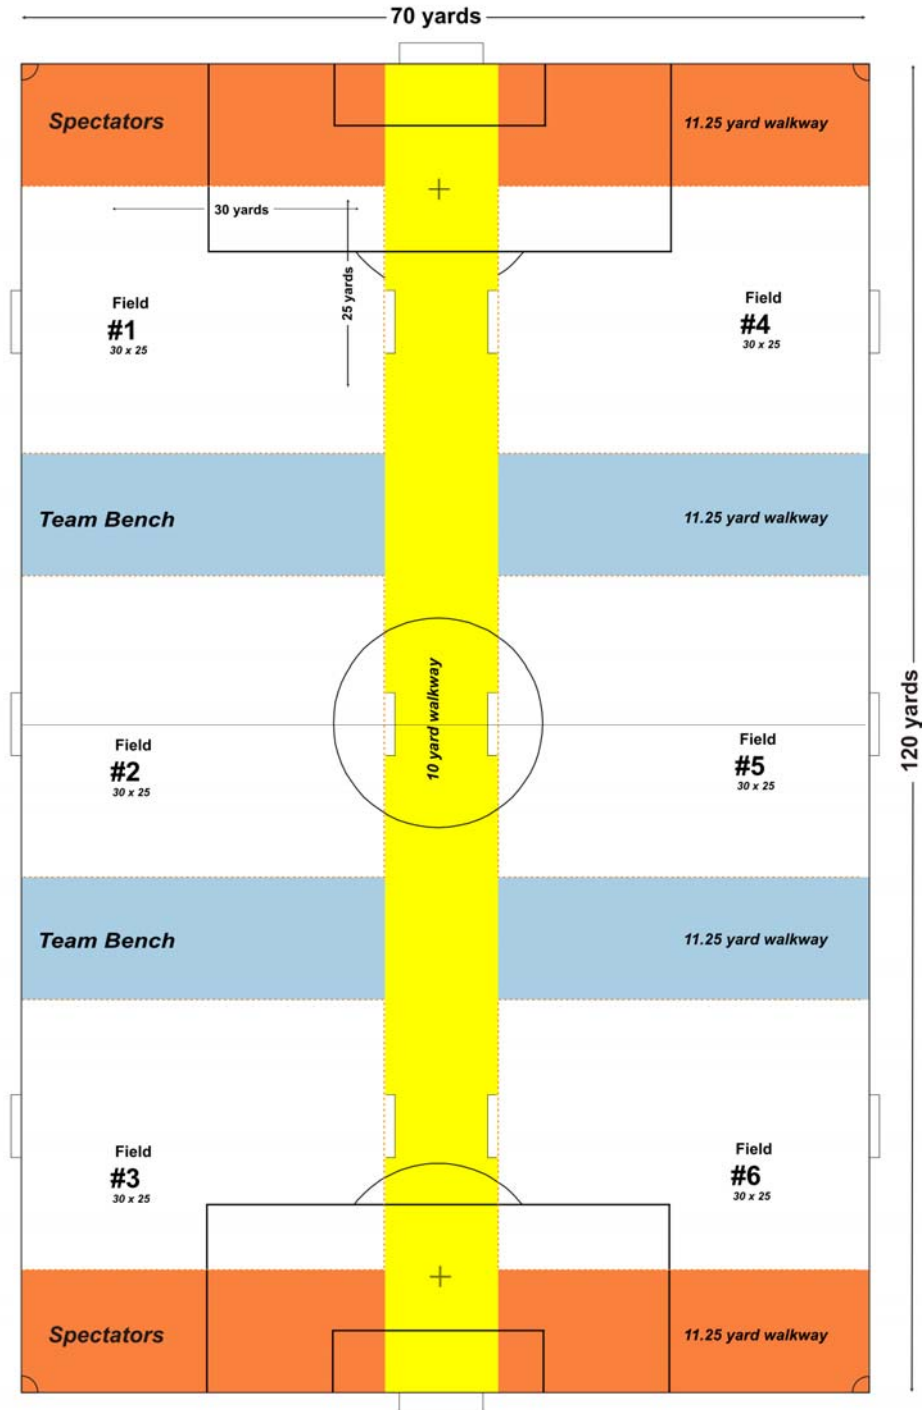 70 yards
Spectators
11.25 yard walkway
30 yards
25 yards
Field
#1
30 x 25
Field
#4
30 x 25
Team Bench
11.25 yard walkway
10 yard walkway
120 yards
Field
#2
30 x 25
Field
#5
30 x 25
Team Bench
11.25 yard walkway
Field
#3
30 x 25
Field
#6
30 x 25
Spectators
11.25 yard walkway